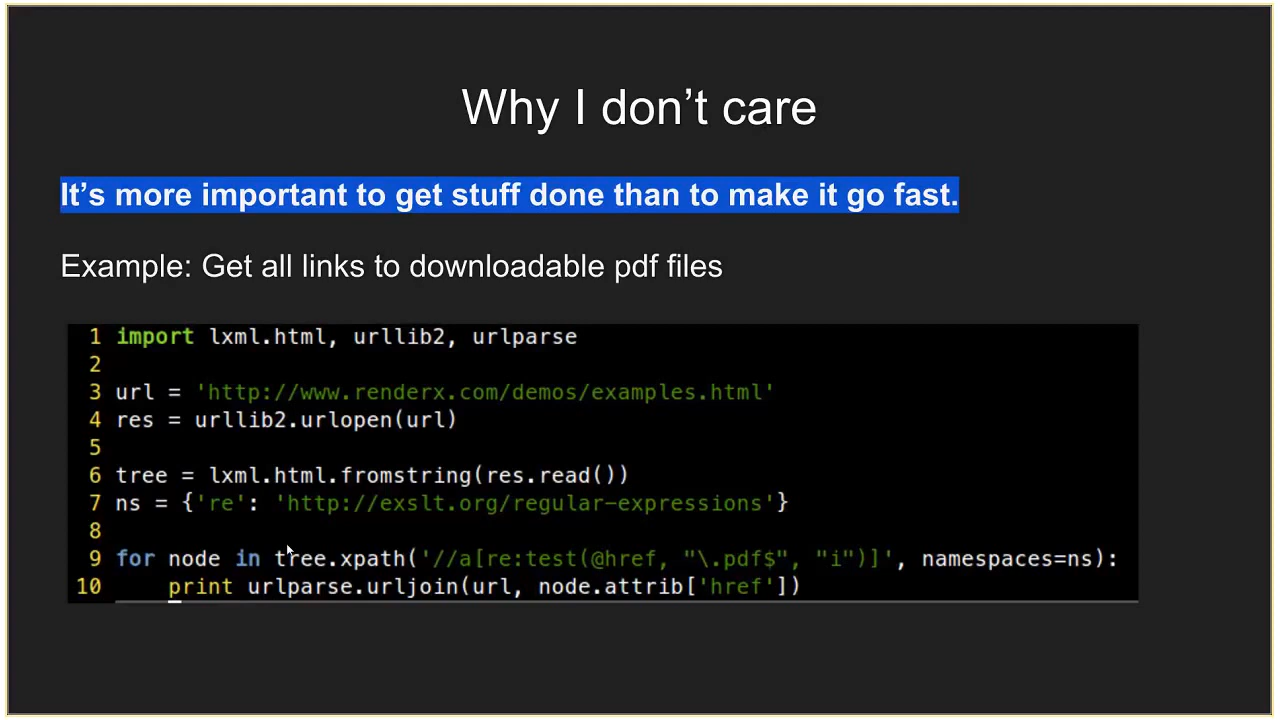 Why I don’t care
It’s more important to get stuff done than to make it go fast.
Example: Get all links to downloadable pdf files
1 import lxml.html, urllib2, urlparse
2
3 url = 'http://www.renderx.com/demos/examples.html'
4 res = urllib2.urlopen(url)
5
6 tree = lxml.html.fromstring(res.read())
7 ns = {'re': 'http://exslt.org/regular-expressions'}
8
9 for node in tree.xpath('//a[re:test(@href, "\.pdf$", "i")]', namespaces=ns):
10     print urlparse.urljoin(url, node.attrib['href'])